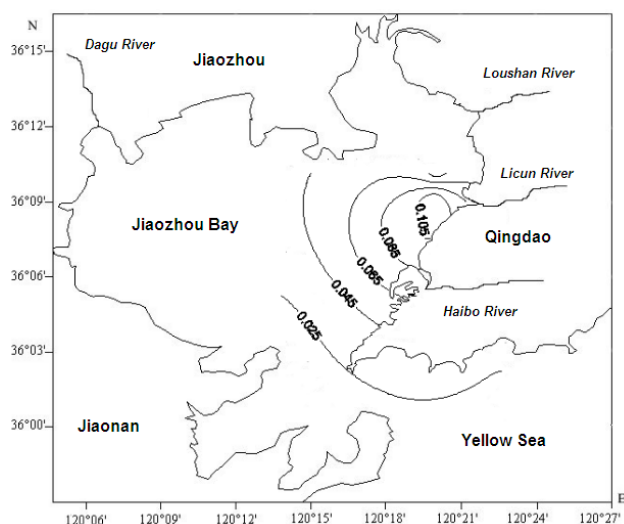 N
36°15'
Dagu River
Jiaozhou
Loushan River
36°12'
Licun River
36°09'
0.105
Jiaozhou Bay
0.085
Qingdao
36°06'
0.065
0.045
Haibo River
0.025
36°03'
36°00'
Jiaonan
Yellow Sea
E
120°06' 120°09' 120°12' 120°15' 120°18' 120°21' 120°24' 120°27'